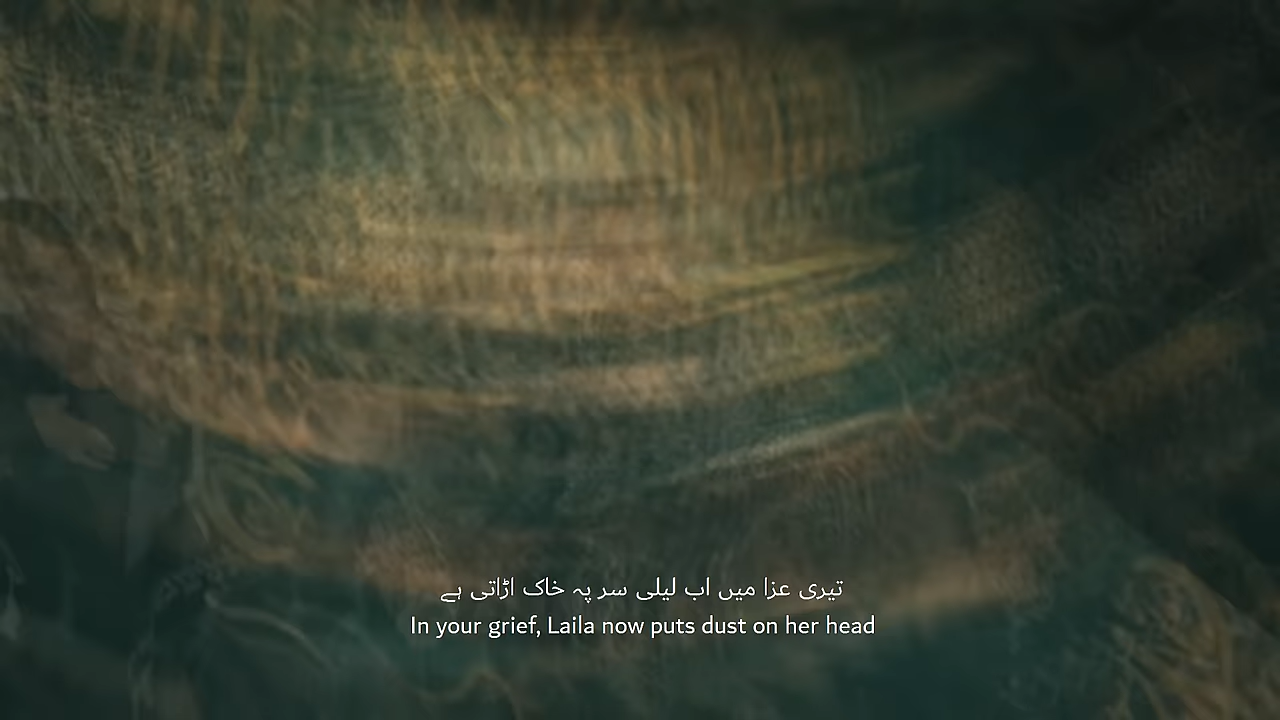 تیری عزا میں اب لیلی سر پہ خاک اڑاتی ہے
In your grief, Laila now puts dust on her head